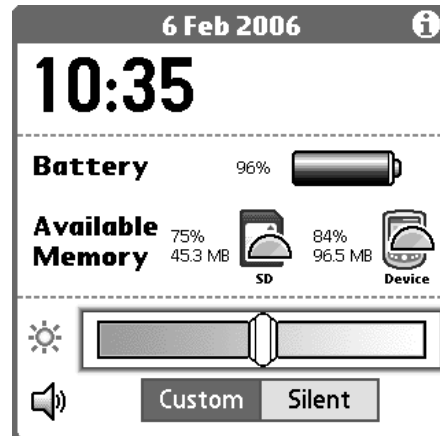 6 Feb 2006
10:35
Battery 96%
Available Memory
75%
45.3 MB
SD
84%
96.5 MB
Device
Custom Silent